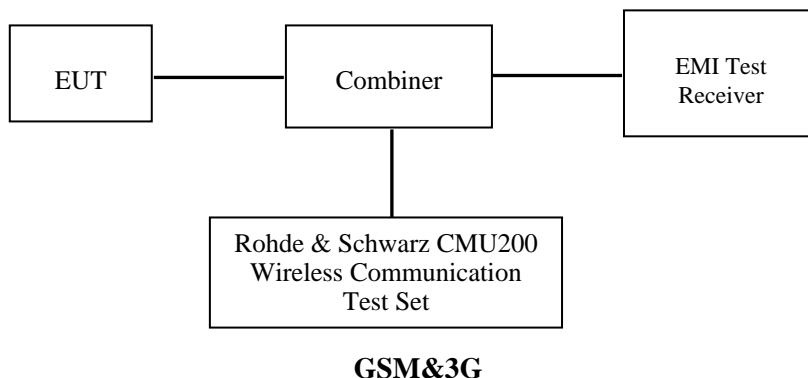 EUT
Combiner
EMI Test
Receiver
Rohde & Schwarz CMU200
Wireless Communication
Test Set
GSM&3G